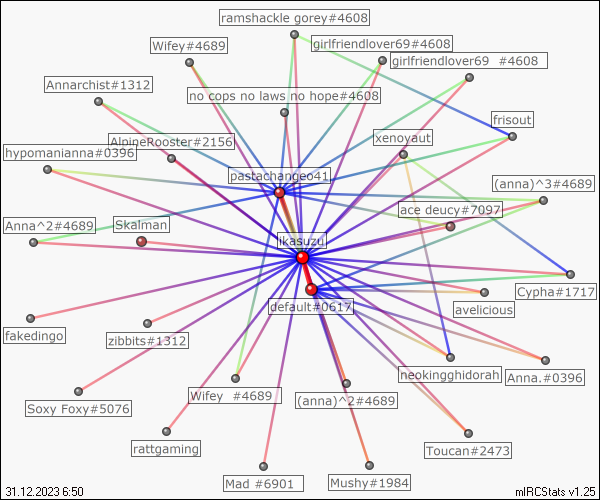 ramshackle gorey#4608
Wifey#4689
girlfriendlover69#4608
girlfriendlover69  #4608
Annarchist#1312
no cops no laws no hope#4608
frisout
AlpineRooster#2156
xenoyaut
hypomanianna#0396
pastachangeo41
(anna)^3#4689
ace deucy#7097
Anna^2#4689
Skalman
ikasuzu
Cypha#1717
default#0617
avelicious
fakedingo
zibbits#1312
neokingghidorah
Anna.#0396
Soxy Foxy#5076
Wifey  #4689
(anna)^2#4689
rattgaming
Toucan#2473
Mad #6901
Mushy#1984
31.12.2023 6:50
mIRCStats v1.25